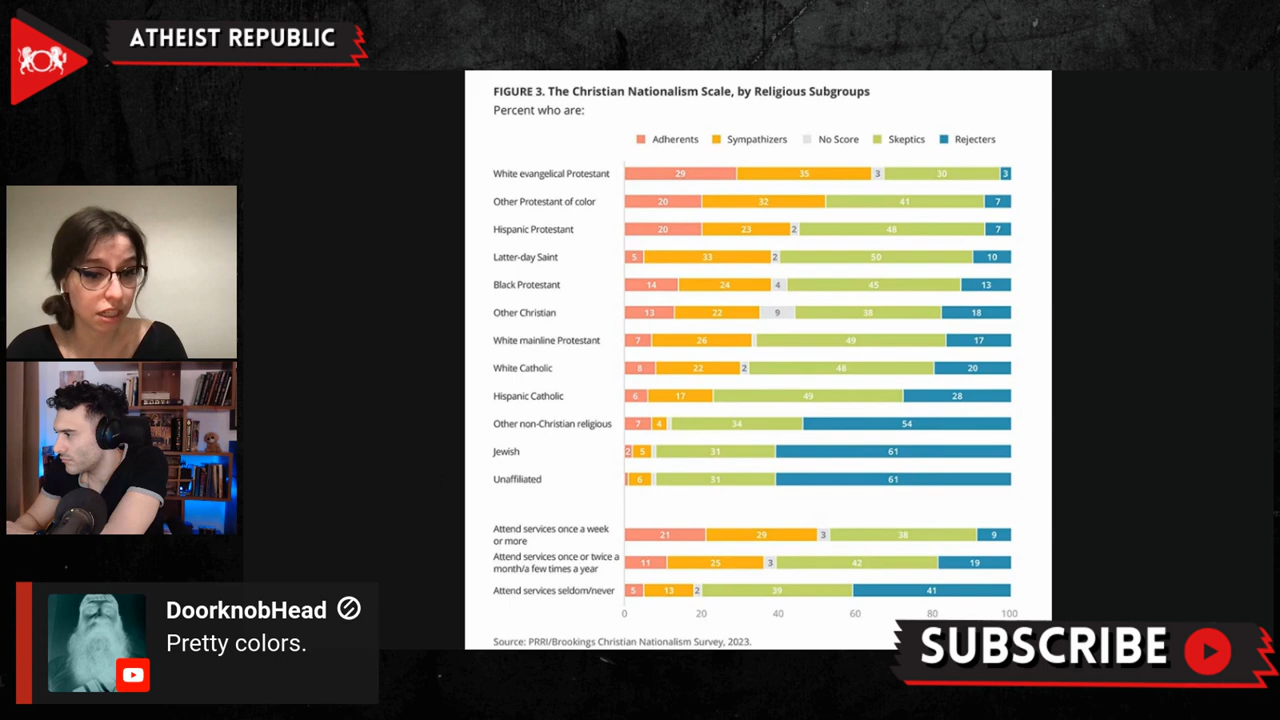 ATHEIST REPUBLIC
FIGURE 3. The Christian Nationalism Scale, by Religious Subgroups
Percent who are:
Adherents Sympathizers No Score Skeptics Rejecters
White evangelical Protestant 29 35 3 30 3
Other Protestant of color 20 32 41 7
Hispanic Protestant 20 23 2 48 7
Latter-day Saint 5 33 2 50 10
Black Protestant 14 24 4 45 13
Other Christian 13 22 9 38 18
White mainline Protestant 7 26 49 17
White Catholic 8 22 2 48 20
Hispanic Catholic 6 17 49 28
Other non-Christian religious 7 4 34 54
Jewish 2 5 31 61
Unaffiliated 6 31 61
Attend services once a week
or more 21 29 3 38 9
Attend services once or twice a
month/a few times a year 11 25 3 42 19
Attend services seldom/never 5 13 2 39 41
0 20 40 60 80 100
Source: PRRI/Brookings Christian Nationalism Survey, 2023.
DoorknobHead
Pretty colors.
SUBSCRIBE